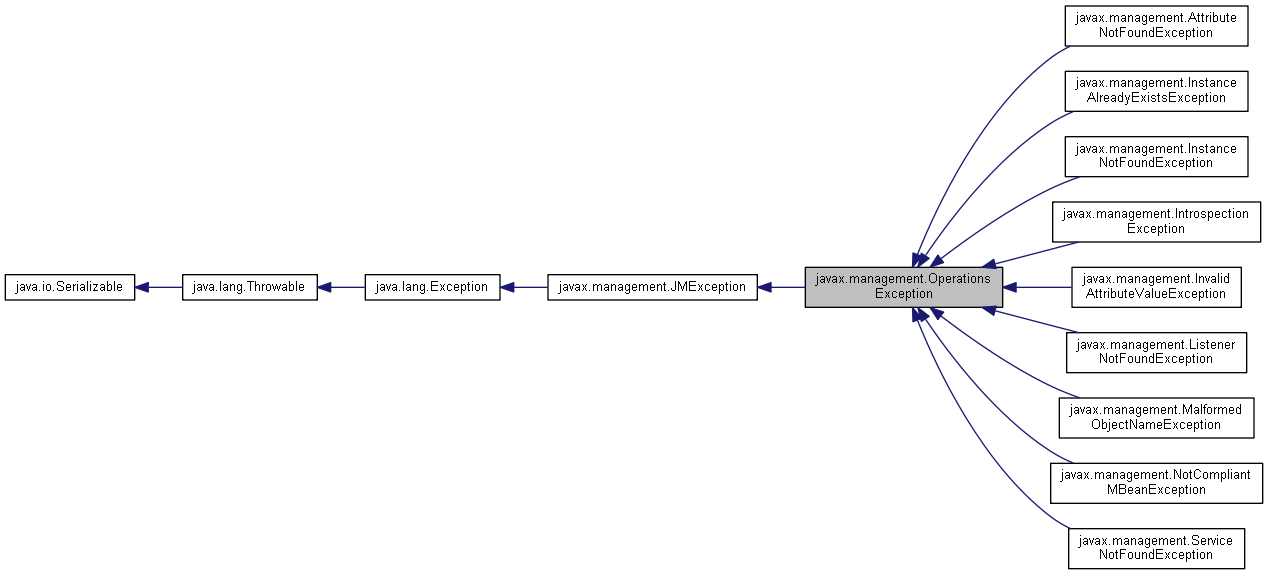 java.io.Serializable
java.lang.Throwable
java.lang.Exception
javax.management.JMException
javax.management.Operations
Exception
javax.management.Attribute
NotFoundException
javax.management.Instance
AlreadyExistsException
javax.management.Instance
NotFoundException
javax.management.Introspection
Exception
javax.management.Invalid
AttributeValueException
javax.management.Listener
NotFoundException
javax.management.Malformed
ObjectNameException
javax.management.NotCompliant
MBeanException
javax.management.Service
NotFoundException